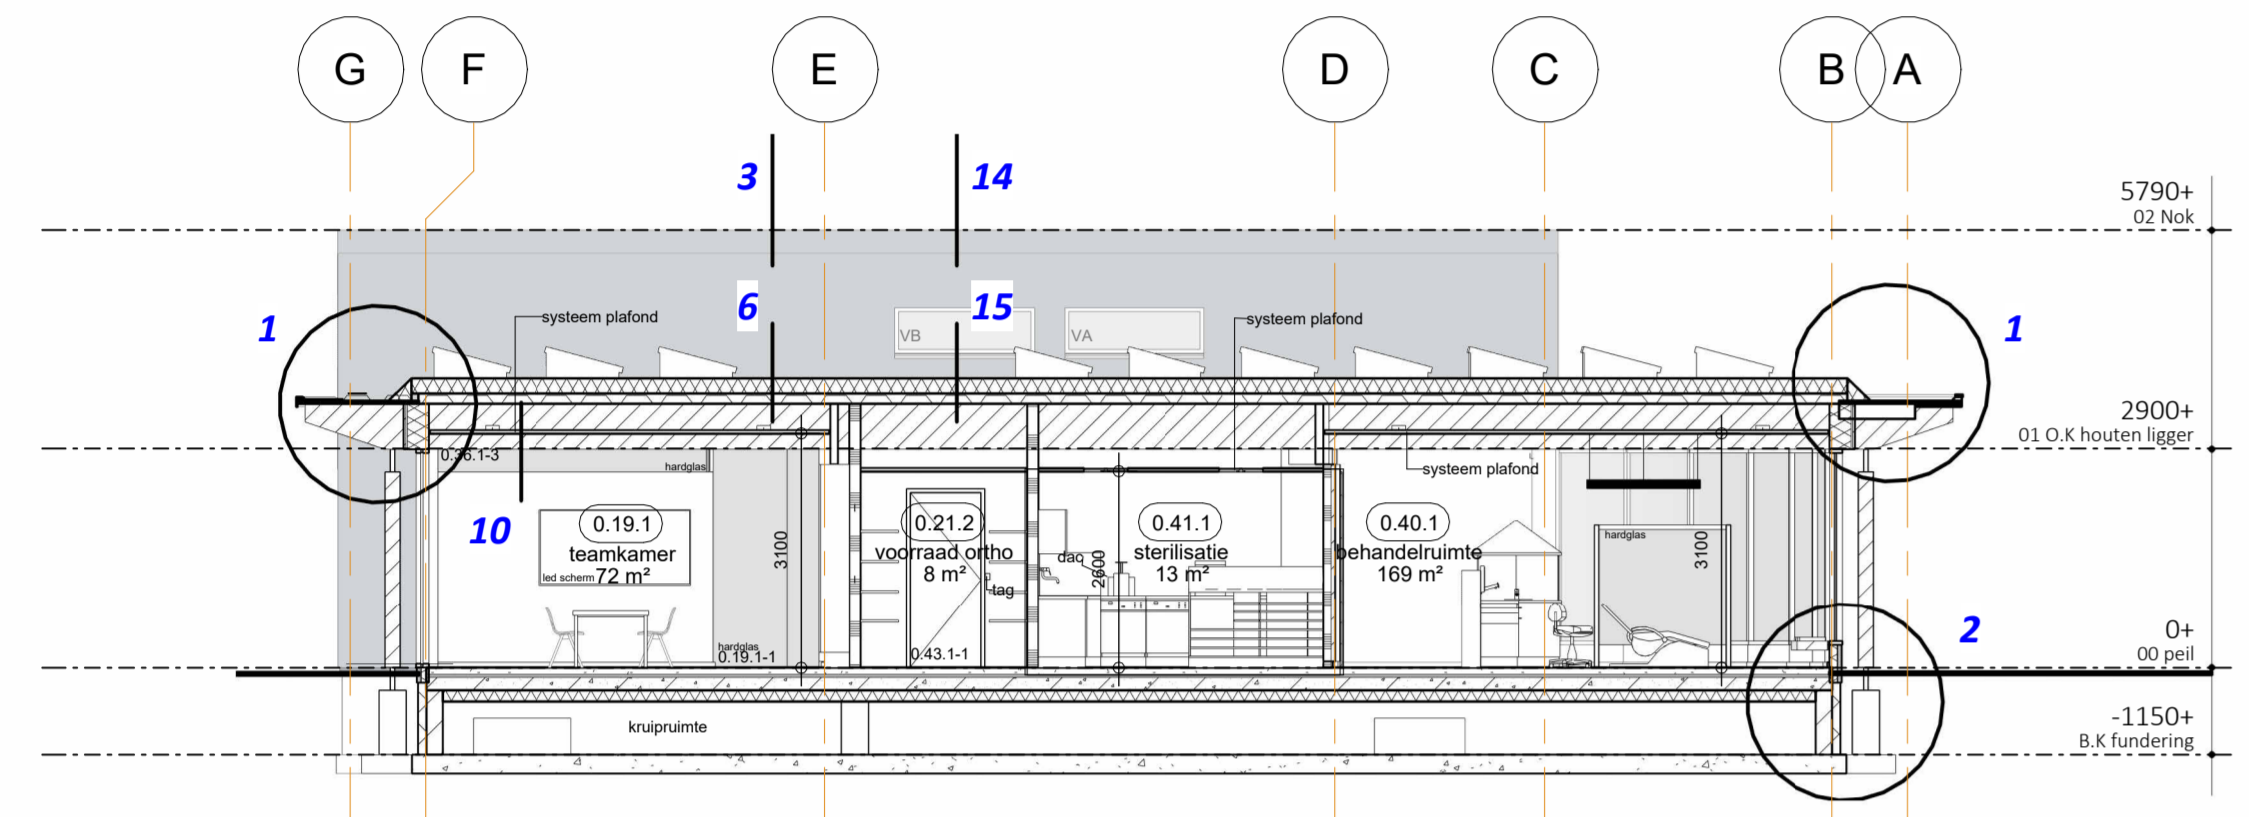 G F E D C B A
3 14
5790+
02 Nok
6 15
1
systeem plafond
VB
VA
systeem plafond
1
2900+
01 O.K houten ligger
0.36.1-3
hardglas
systeem plafond
10
0.19.1
teamkamer
72 m²
led scherm
3100
0.21.2
voorraad ortho
8 m²
tag
0.41.1
sterilisatie
13 m²
dac
2600
0.40.1
behandelruimte
169 m²
hardglas
3100
hardglas
0.19.1-1
0.43.1-1
2
0+
00 peil
kruipruimte
-1150+
B.K fundering